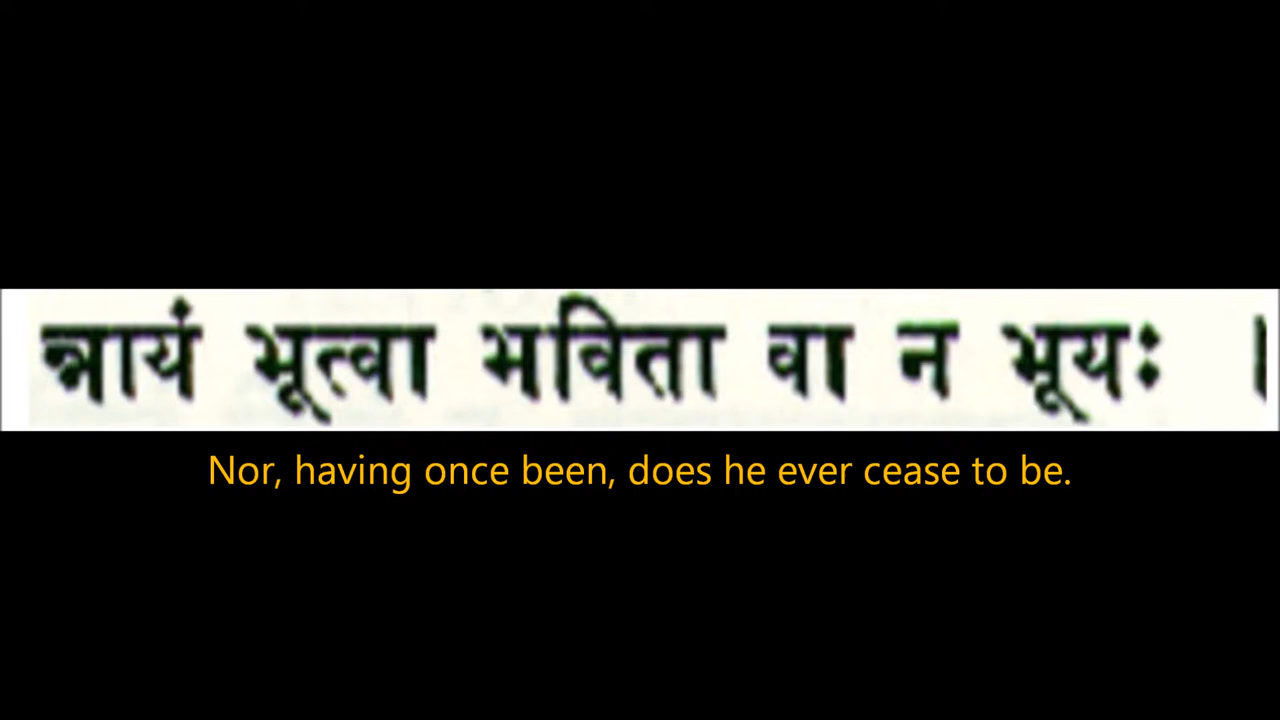 न्नायं भूत्वा भविता वा न भूयः ।
Nor, having once been, does he ever cease to be.